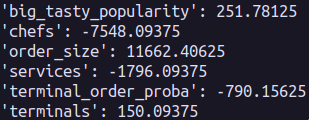 'big_tasty_popularity': 251.78125
'chefs': -7548.09375
'order_size': 11662.40625
'services': -1796.09375
'terminal_order_proba': -790.15625
'terminals': 150.09375